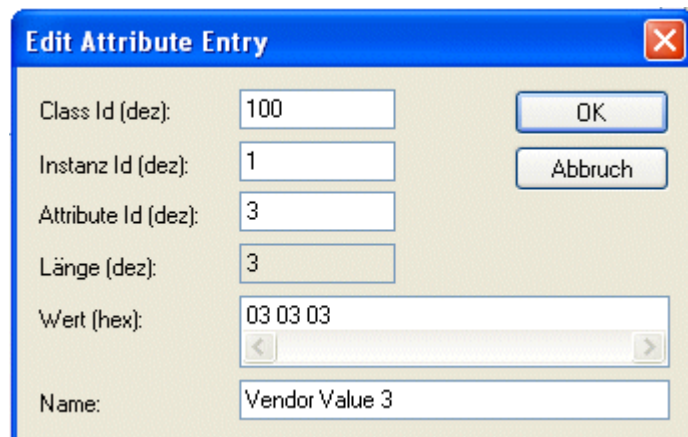 Edit Attribute Entry
Class Id (dez): 100 OK
Instanz Id (dez): 1 Abbruch
Attribute Id (dez): 3
Länge (dez): 3
Wert (hex): 03 03 03
Name: Vendor Value 3